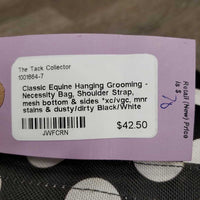 The Tack Collector
1001664-7
Classic Equine Hanging Grooming -
Necessity Bag, Shoulder Strap,
mesh bottom & sides *xc/vgc, mnr
stains & dusty/dirty Black/White
$42.50
JWFCRN
Retail (New) Price
is $